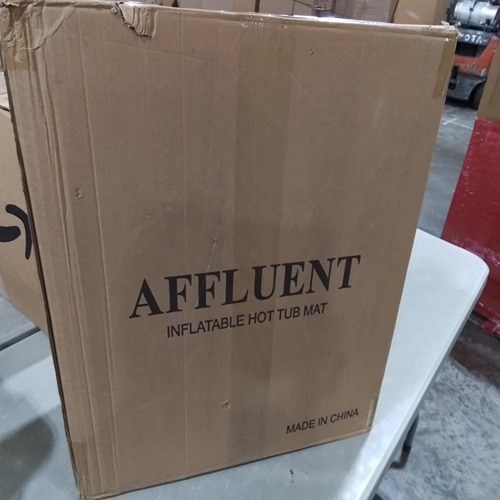 AFFLUENT
INFLATABLE HOT TUB MAT
MADE IN CHINA